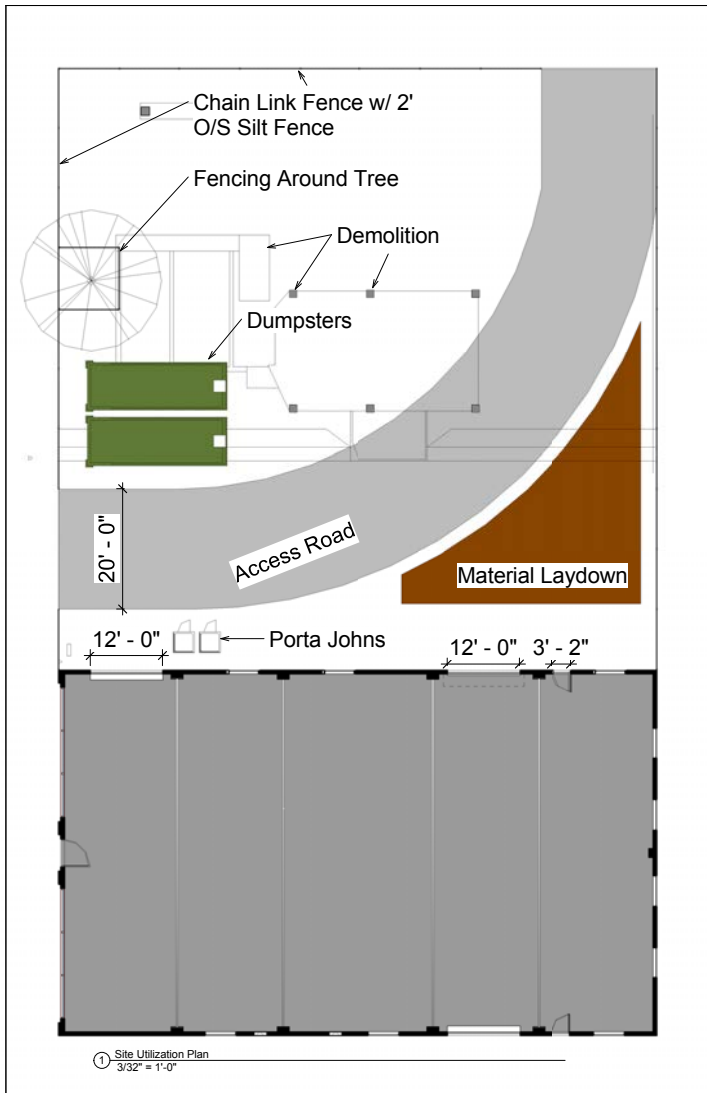 Chain Link Fence w/ 2'
O/S Silt Fence
Fencing Around Tree
Demolition
Dumpsters
20' - 0"
Access Road
Material Laydown
12' - 0"
Porta Johns
12' - 0"
3' - 2"
1
Site Utilization Plan
3/32" = 1'-0"